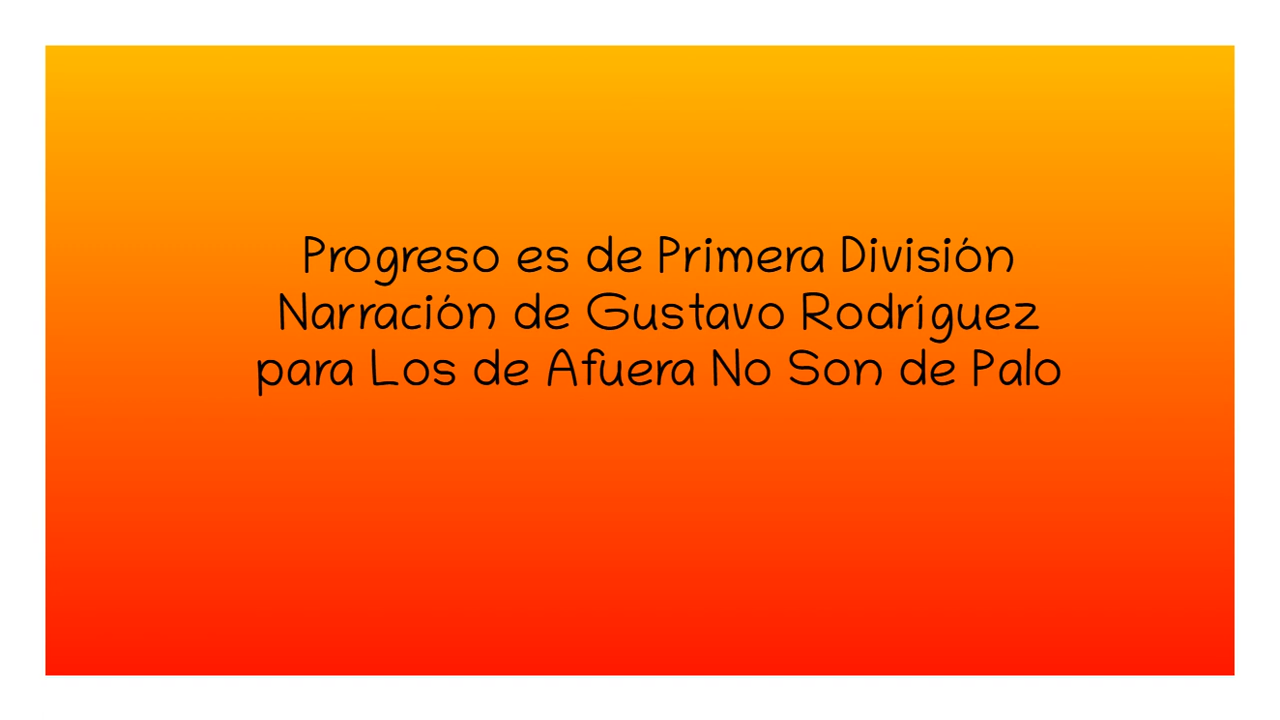 Progreso es de Primera División
Narración de Gustavo Rodríguez
para Los de Afuera No Son de Palo